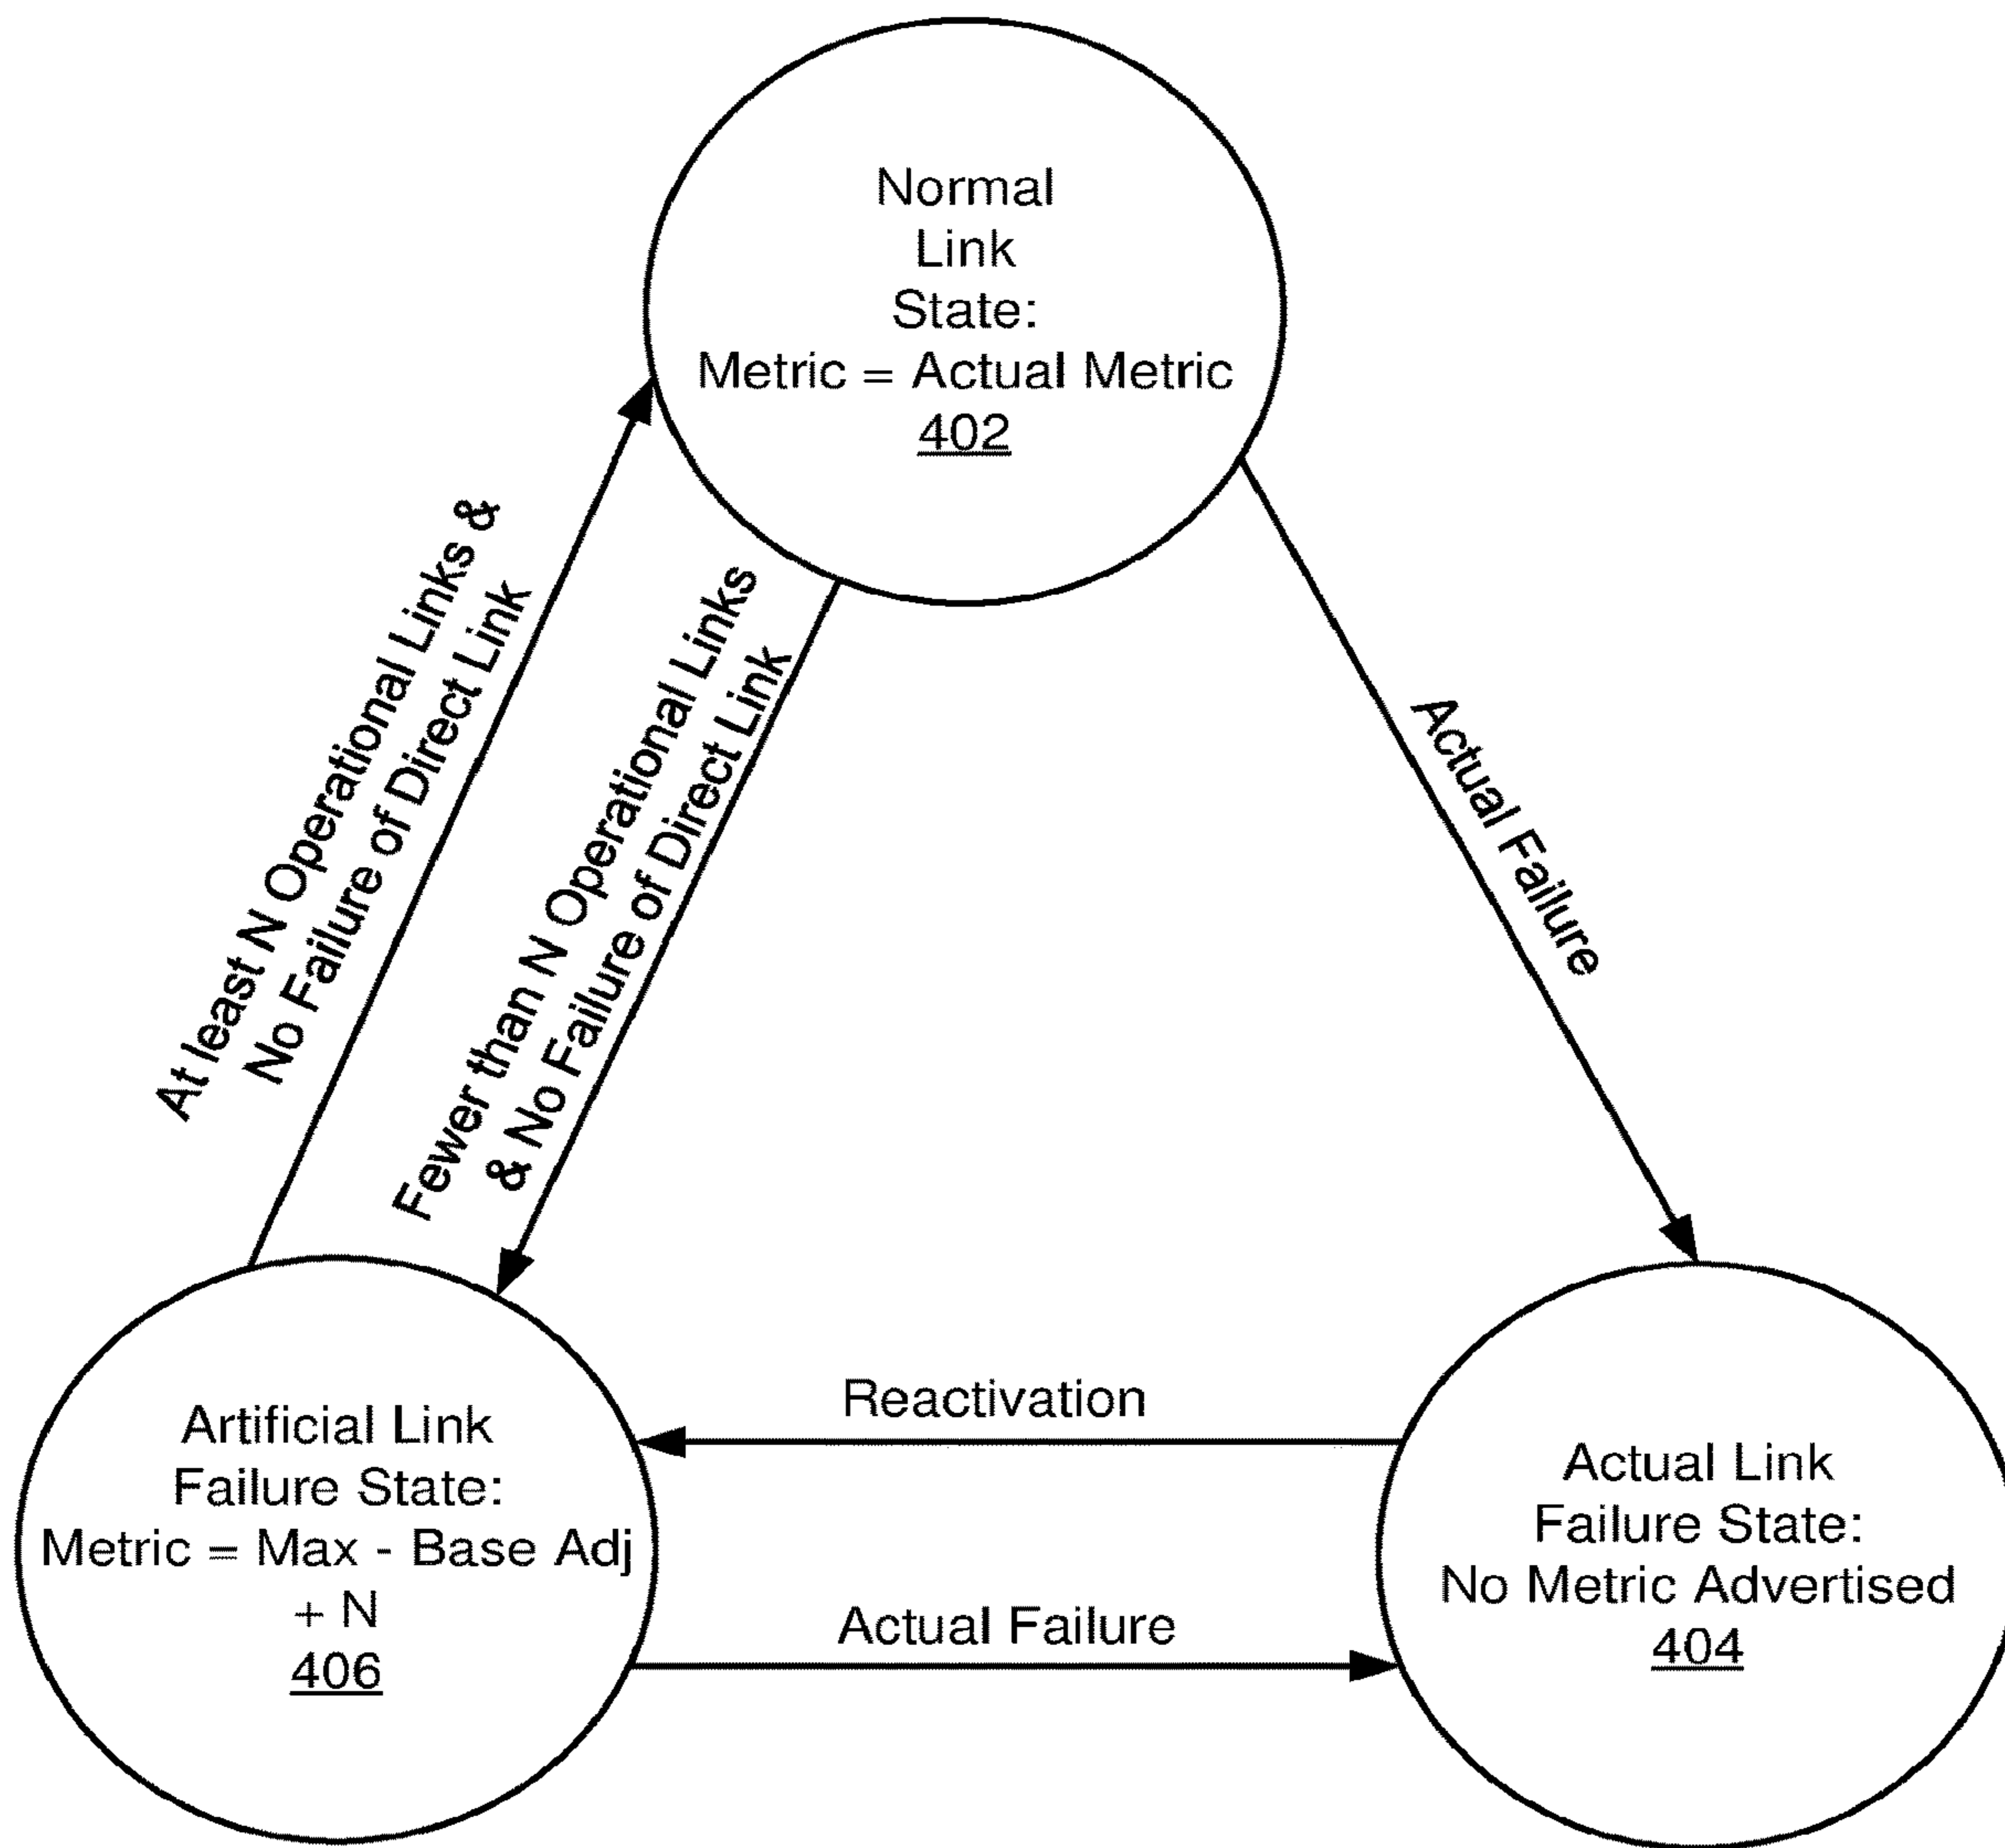 Normal
Link
State:
Metric = Actual Metric
402
At least N Operational Links &
No Failure of Direct Link
Fewer than N Operational Links
& No Failure of Direct Link
Actual Failure
Reactivation
Artificial Link
Failure State:
Metric = Max - Base Adj
+ N
406
Actual Failure
Actual Link
Failure State:
No Metric Advertised
404